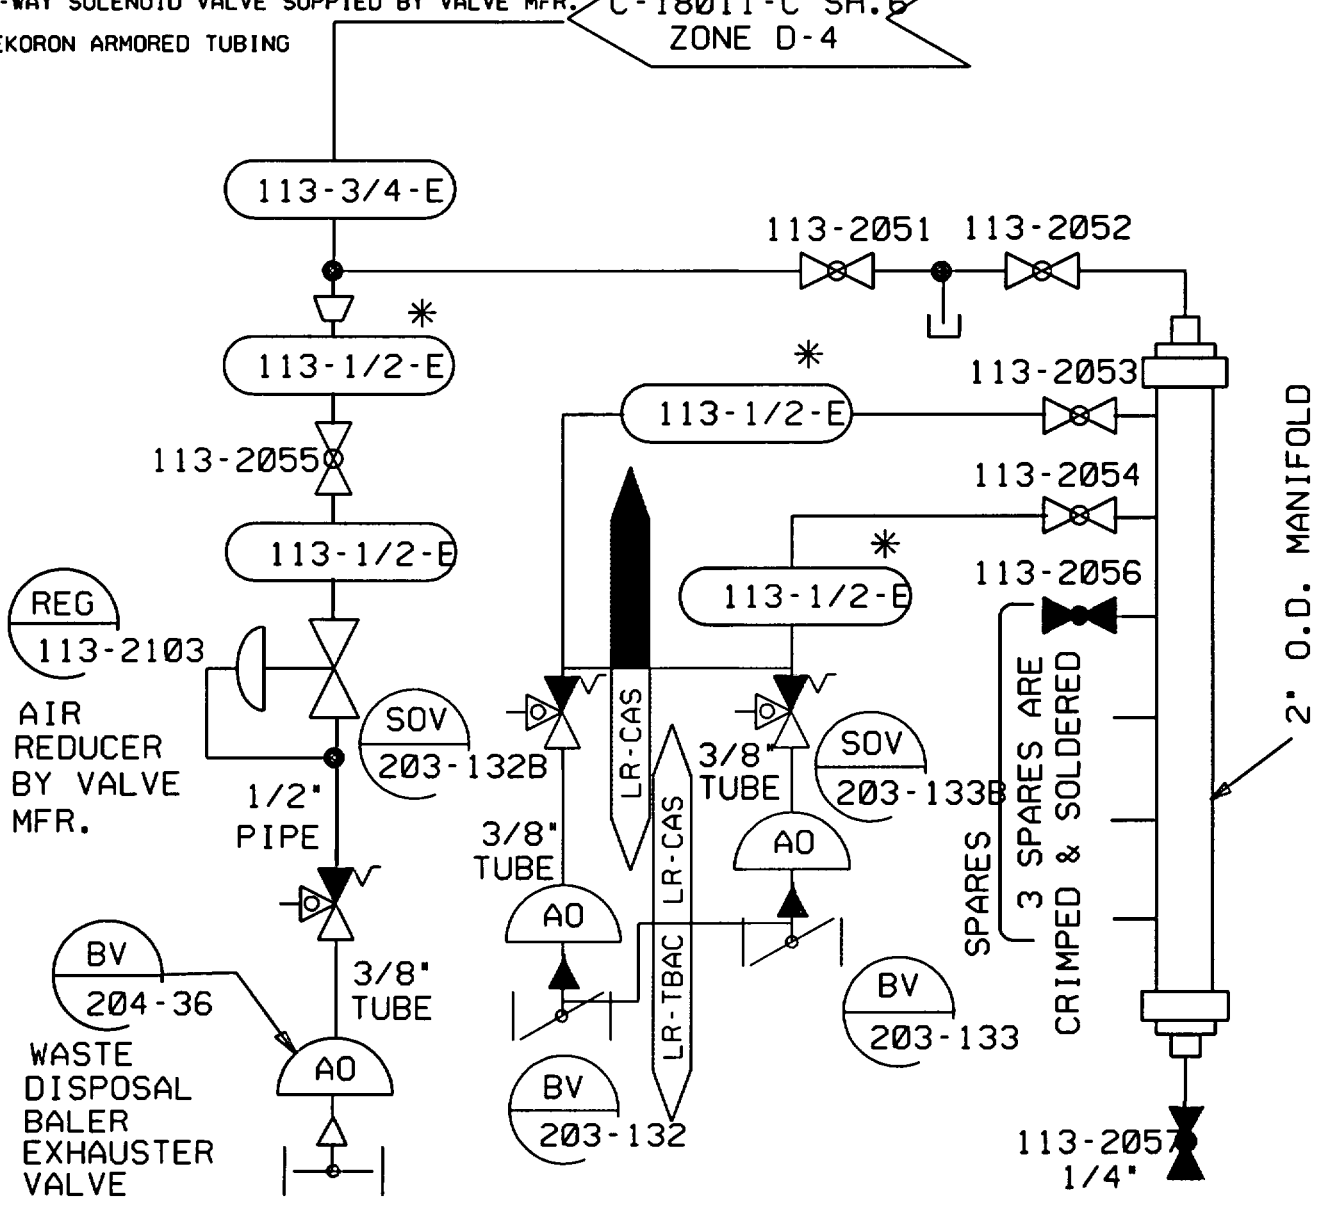 -WAY SOLENOID VALVE SUPPIED BY VALVE MFR.
EKORON ARMORED TUBING
C-18011-C SH.6
ZONE D-4
113-3/4-E
113-2051
113-2052
*
113-1/2-E
*
113-2053
113-1/2-E
113-2055
113-2054
113-1/2-E
*
113-2056
113-1/2-E
REG
113-2103
AIR
REDUCER
BY VALVE
MFR.
SOV
203-132B
1/2"
PIPE
LR-CAS
3/8"
TUBE
SOV
203-133B
3/8"
TUBE
LR-CAS
LR-TBAC
AO
AO
SPARES
3 SPARES ARE
CRIMPED & SOLDERED
2" O.D. MANIFOLD
BV
204-36
3/8"
TUBE
WASTE
DISPOSAL
BALER
EXHAUSTER
VALVE
AO
BV
203-132
BV
203-133
113-2057
1/4"